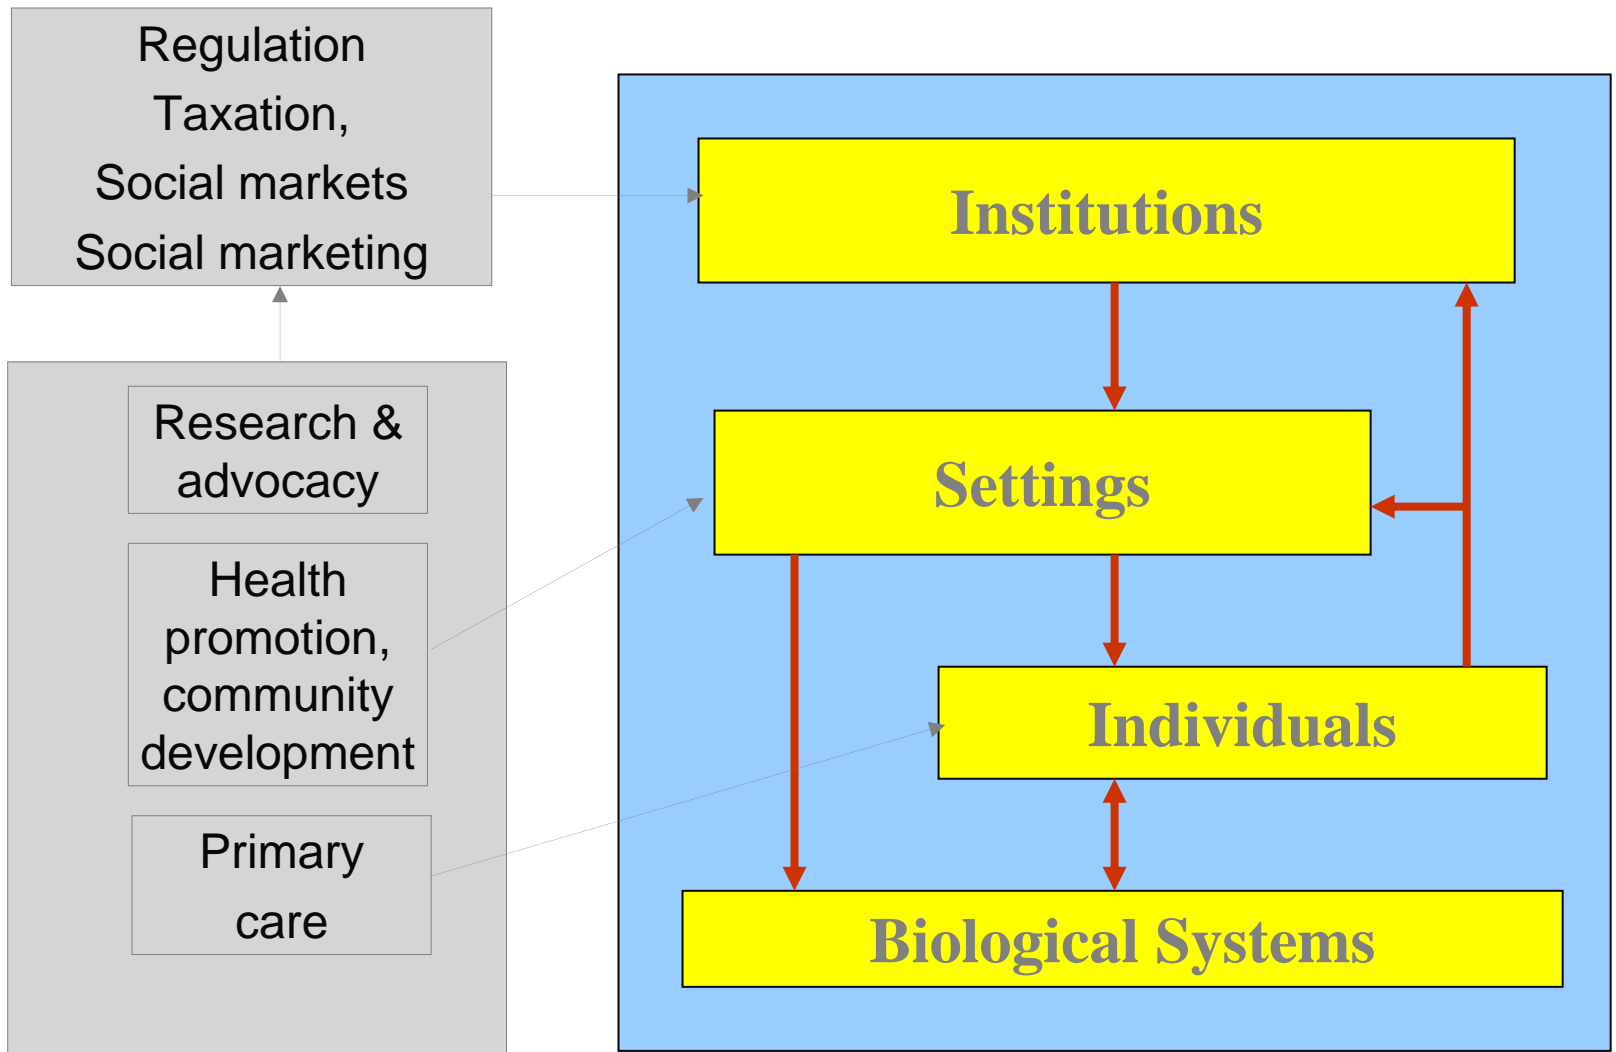 Regulation
Taxation,
Social markets
Social marketing
Research &
advocacy
Health
promotion,
community
development
Primary
care
Institutions
Settings
Individuals
Biological Systems